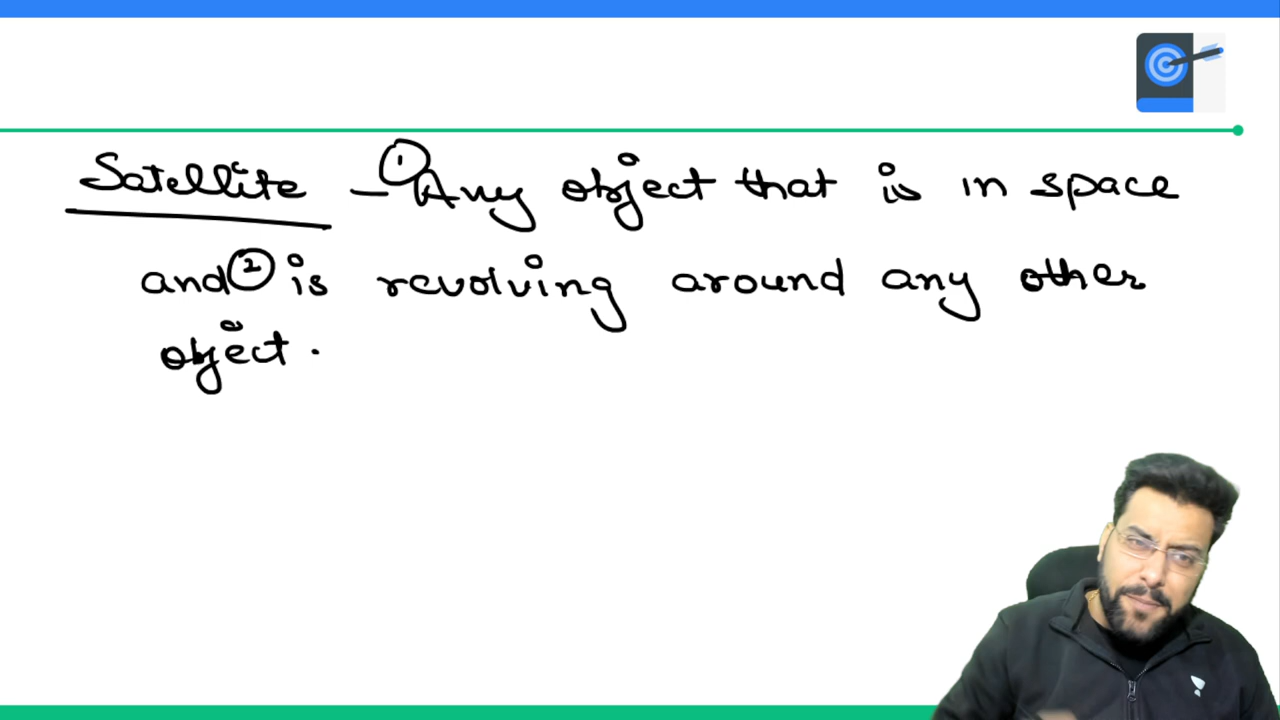 Satellite - ① Any object that is in space
and ② is revolving around any other
object.